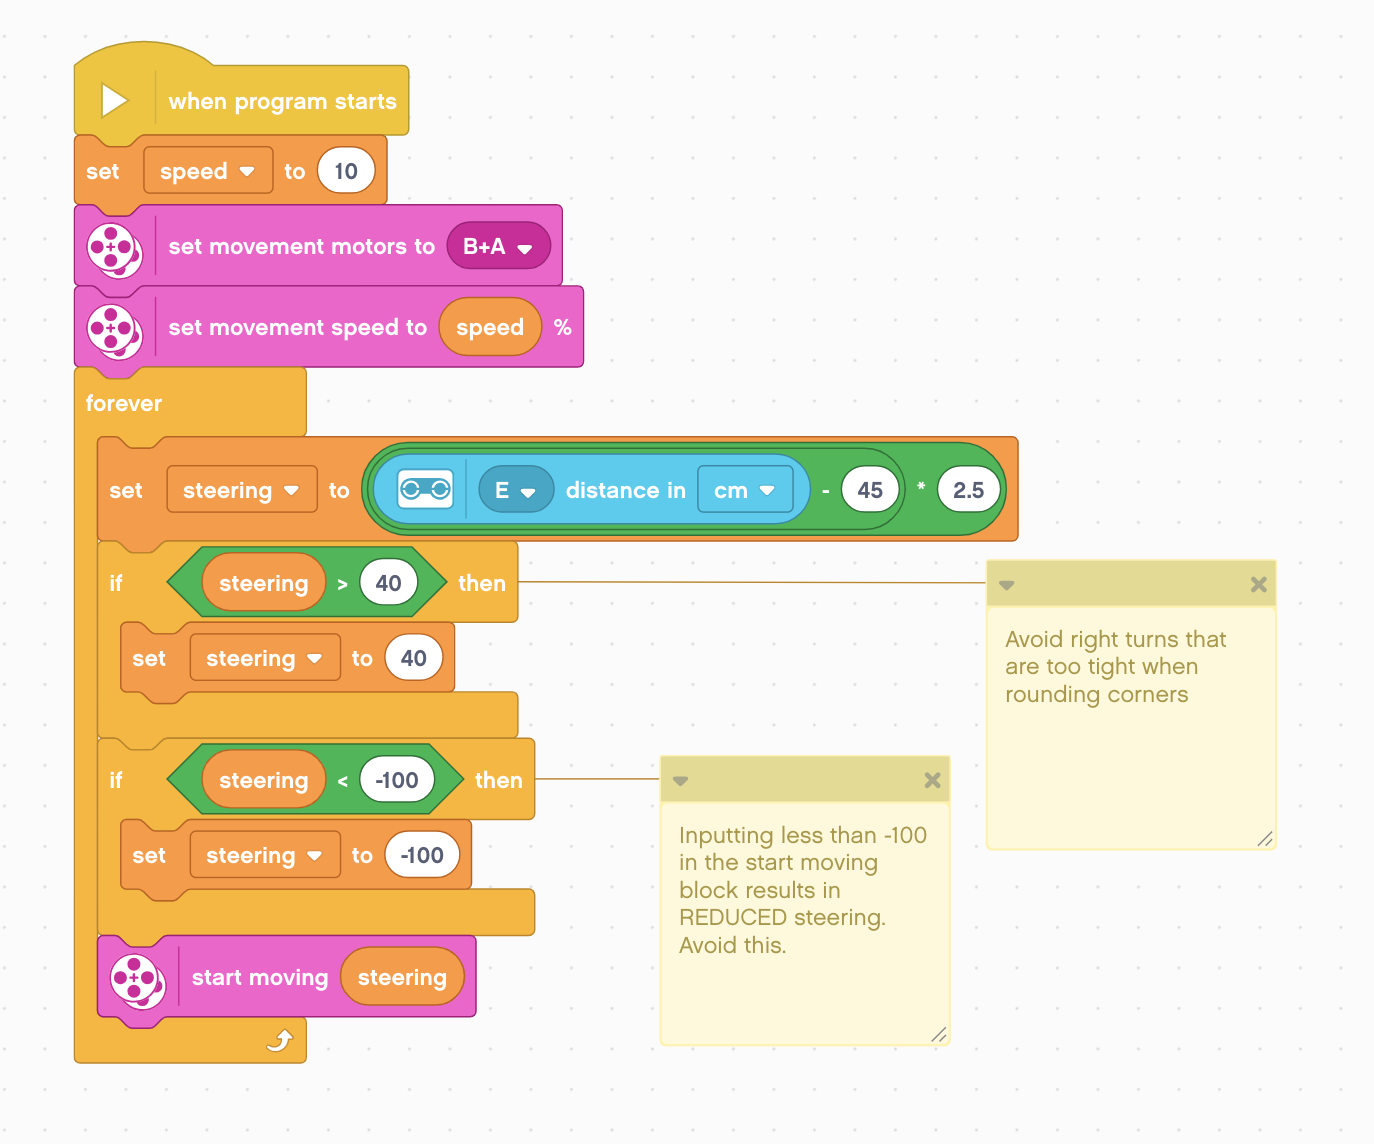 when program starts
set speed to 10
set movement motors to B+A
set movement speed to speed %
forever
set steering to E distance in cm - 45 * 2.5
if steering > 40 then
set steering to 40
Avoid right turns that
are too tight when
rounding corners
if steering < -100 then
set steering to -100
Inputting less than -100
in the start moving
block results in
REDUCED steering.
Avoid this.
start moving steering